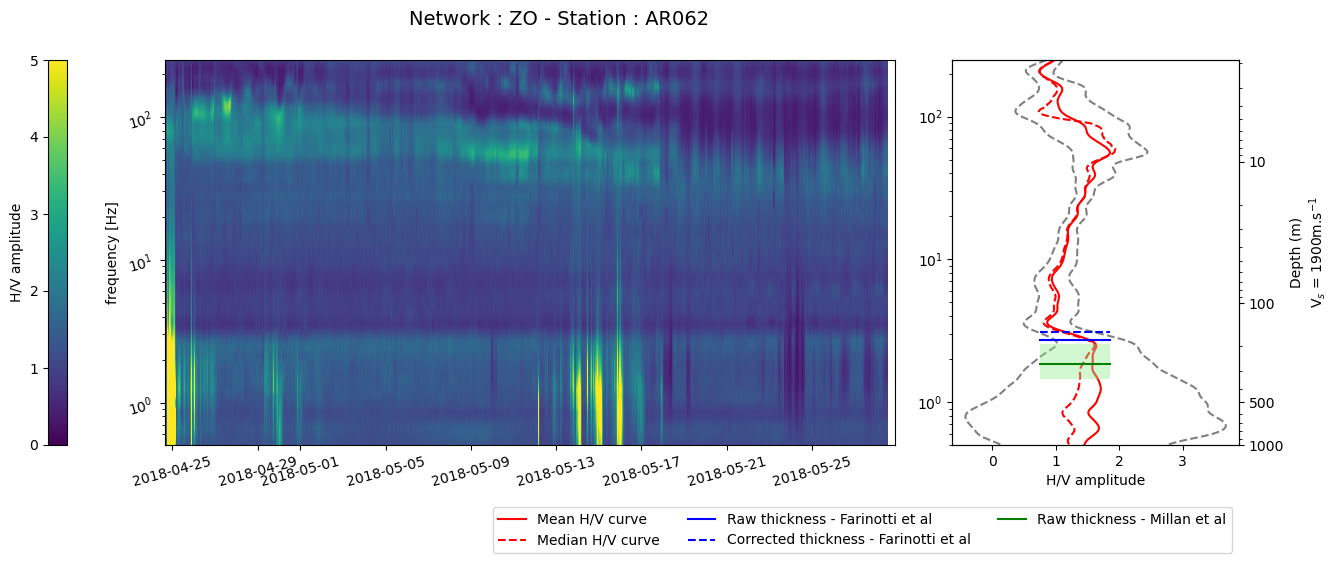 Network : ZO - Station : AR062
H/V amplitude
5
4
3
2
1
0
frequency [Hz]
10²
10¹
10⁰
2018-04-25
2018-04-29
2018-05-01
2018-05-05
2018-05-09
2018-05-13
2018-05-17
2018-05-21
2018-05-25
10²
10¹
10⁰
0
1
2
3
H/V amplitude
10
100
500
1000
Depth (m)
Vₛ = 1900m.s⁻¹
Mean H/V curve
Median H/V curve
Raw thickness - Farinotti et al
Corrected thickness - Farinotti et al
Raw thickness - Millan et al